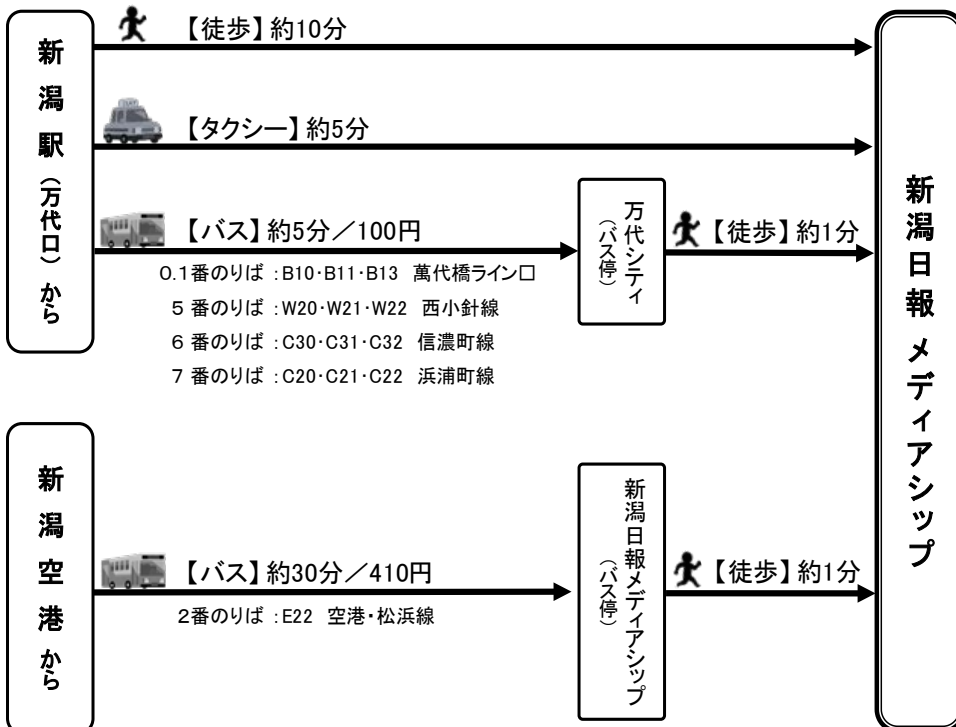 新潟駅（万代口）から
【徒歩】約10分
【タクシー】約5分
【バス】約5分／100円
0.1番のりば：B10･B11･B13　萬代橋ライン口
5 番のりば：W20･W21･W22　西小針線
6 番のりば：C30･C31･C32　信濃町線
7 番のりば：C20･C21･C22　浜浦町線
万代シティ
（バス停）
【徒歩】約1分
新潟空港から
【バス】約30分／410円
2番のりば：E22　空港・松浜線
新潟日報メディアシップ
（バス停）
【徒歩】約1分
新潟日報メディアシップ